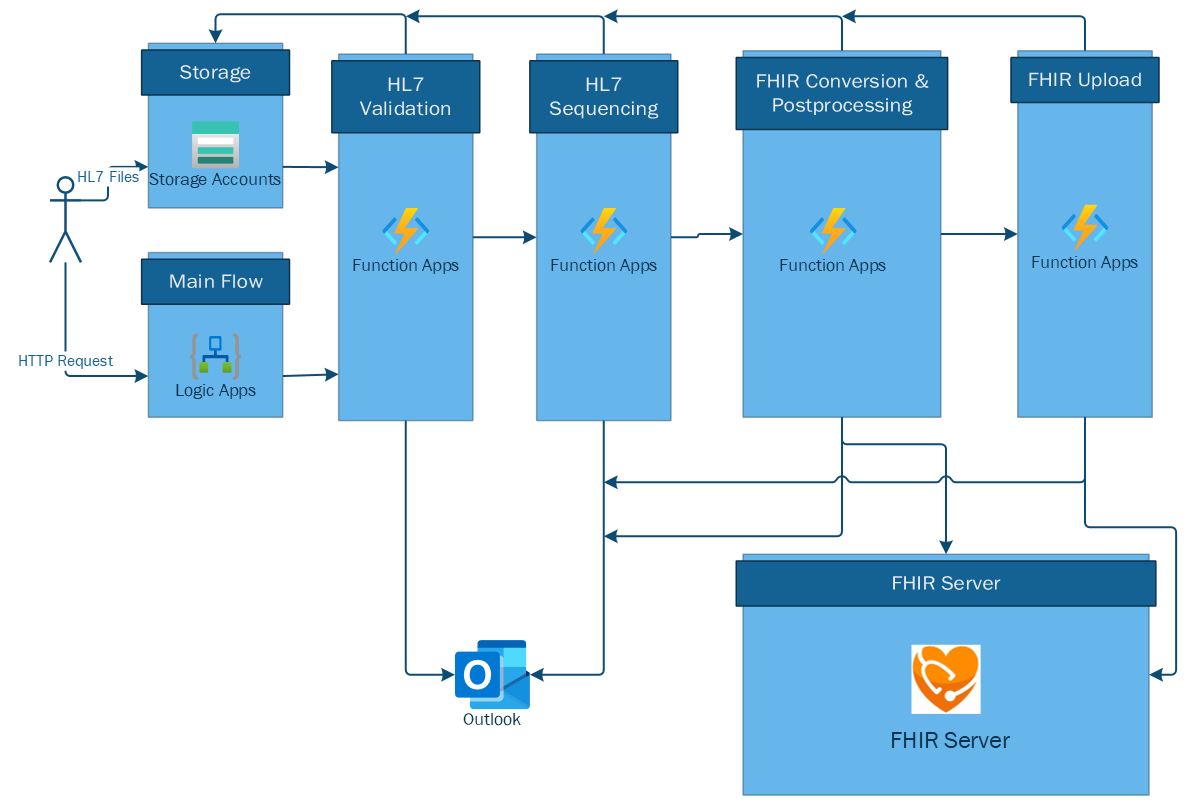 Storage
HL7
Validation
HL7
Sequencing
FHIR Conversion &
Postprocessing
FHIR Upload
HL7 Files
Storage Accounts
Function Apps
Function Apps
Function Apps
Function Apps
Main Flow
HTTP Request
Logic Apps
FHIR Server
O
Outlook
FHIR Server